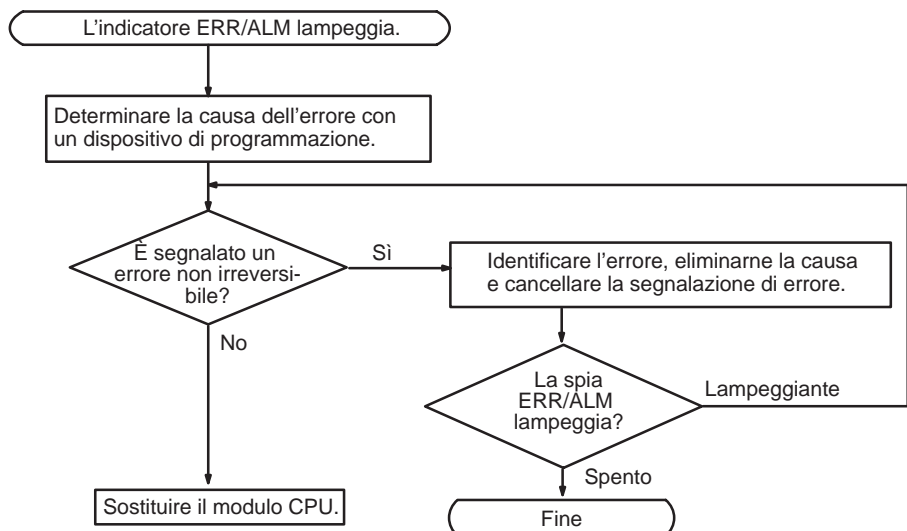 L'indicatore ERR/ALM lampeggia.
Determinare la causa dell'errore con
un dispositivo di programmazione.
È segnalato un
errore non irreversi-
bile?
Sì
Identificare l'errore, eliminarne la causa
e cancellare la segnalazione di errore.
No
La spia
ERR/ALM
lampeggia?
Lampeggiante
Spento
Sostituire il modulo CPU.
Fine